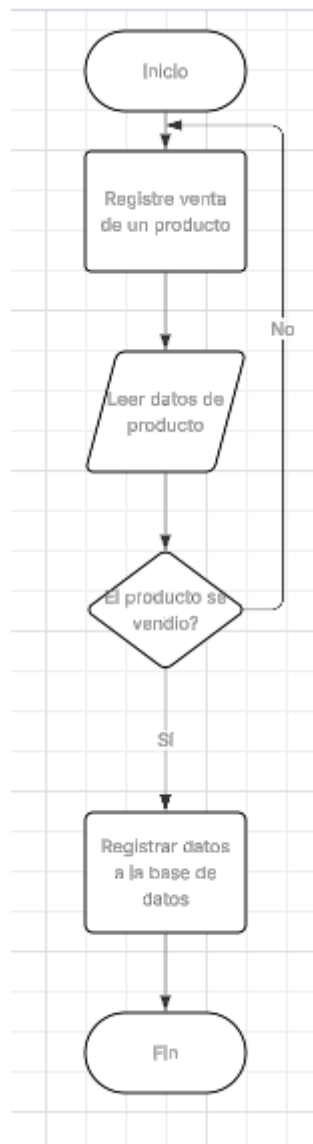 Inicio
Registre venta
de un producto
No
Leer datos de
producto
El producto se
vendio?
Sí
Registrar datos
a la base de
datos
Fin